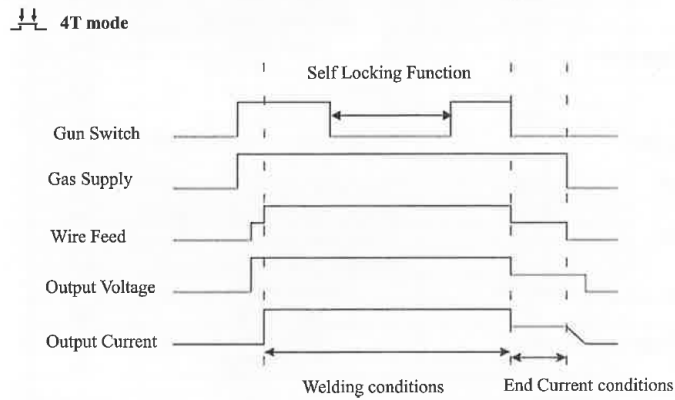 4T mode
Self Locking Function
Gun Switch
Gas Supply
Wire Feed
Output Voltage
Output Current
Welding conditions
End Current conditions